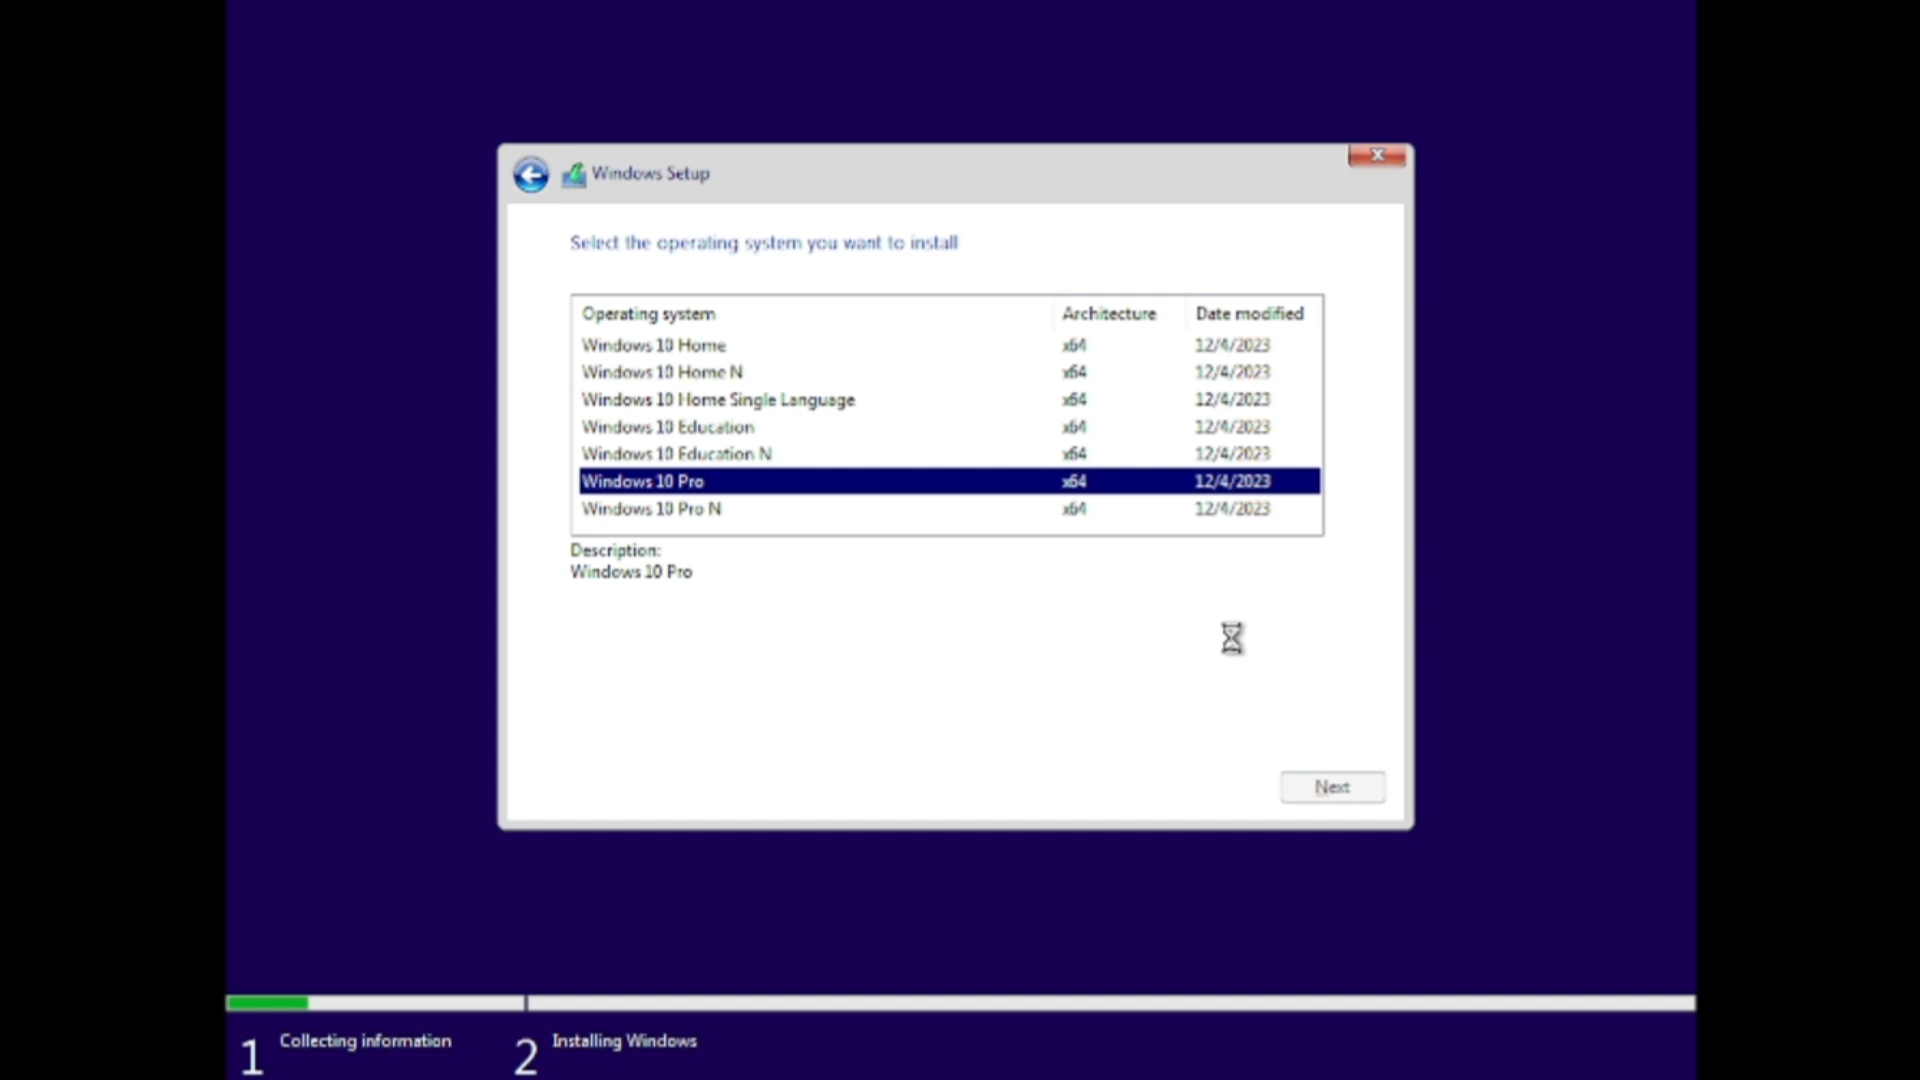 Windows Setup
Select the operating system you want to install
Operating system Architecture Date modified
Windows 10 Home x64 12/4/2023
Windows 10 Home N x64 12/4/2023
Windows 10 Home Single Language x64 12/4/2023
Windows 10 Education x64 12/4/2023
Windows 10 Education N x64 12/4/2023
Windows 10 Pro x64 12/4/2023
Windows 10 Pro N x64 12/4/2023
Description:
Windows 10 Pro
Next
1 Collecting information 2 Installing Windows